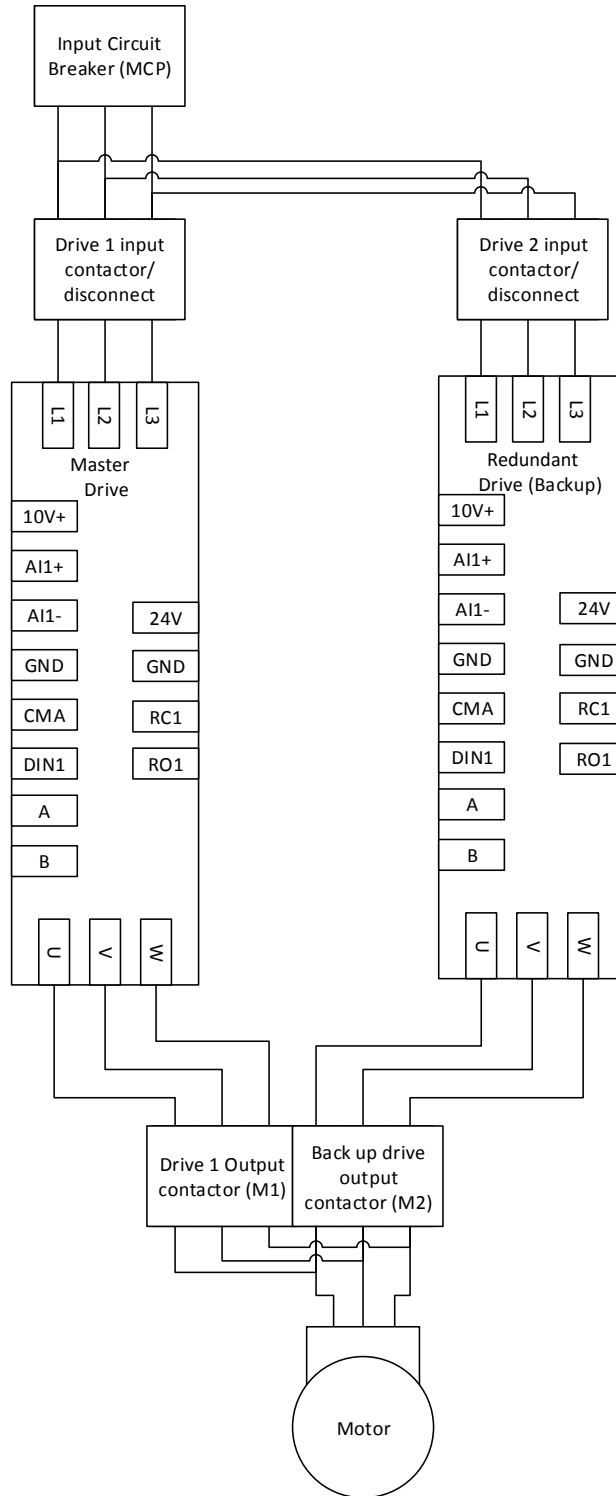 Input Circuit
Breaker (MCP)
Drive 1 input
contactor/
disconnect
Drive 2 input
contactor/
disconnect
L1
L2
L3
Master
Drive
10V+
AI1+
AI1-
GND
CMA
DIN1
A
B
24V
GND
RC1
RO1
U
V
W
L1
L2
L3
Redundant
Drive (Backup)
10V+
AI1+
AI1-
GND
CMA
DIN1
A
B
24V
GND
RC1
RO1
U
V
W
Drive 1 Output
contactor (M1)
Back up drive
output
contactor (M2)
Motor